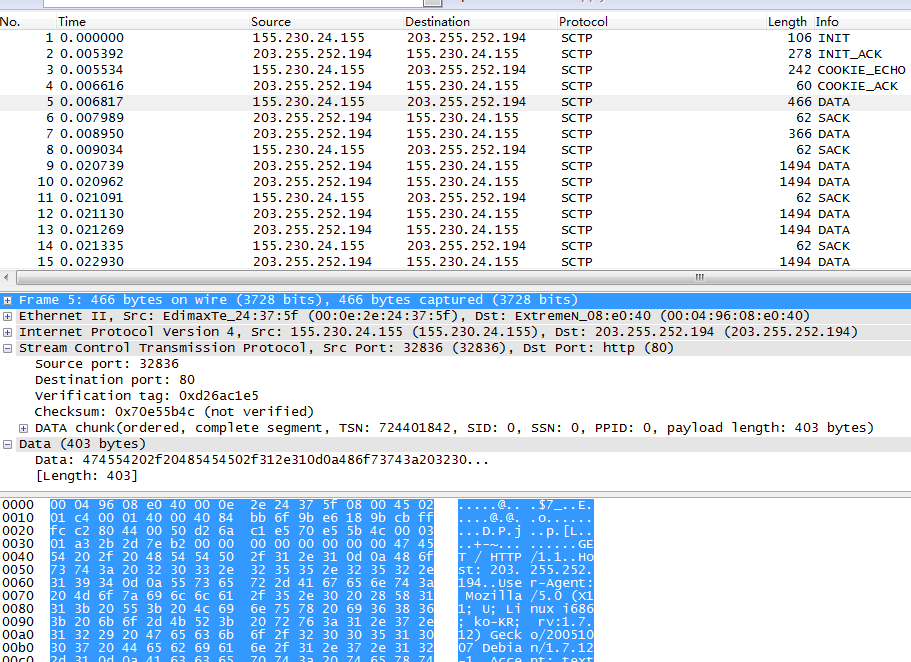 No. Time Source Destination Protocol Length Info
1 0.000000 155.230.24.155 203.255.252.194 SCTP 106 INIT
2 0.005392 203.255.252.194 155.230.24.155 SCTP 278 INIT_ACK
3 0.005534 155.230.24.155 203.255.252.194 SCTP 242 COOKIE_ECHO
4 0.006616 203.255.252.194 155.230.24.155 SCTP 60 COOKIE_ACK
5 0.006817 155.230.24.155 203.255.252.194 SCTP 466 DATA
6 0.007989 203.255.252.194 155.230.24.155 SCTP 62 SACK
7 0.008950 203.255.252.194 155.230.24.155 SCTP 366 DATA
8 0.009034 155.230.24.155 203.255.252.194 SCTP 62 SACK
9 0.020739 203.255.252.194 155.230.24.155 SCTP 1494 DATA
10 0.020962 203.255.252.194 155.230.24.155 SCTP 1494 DATA
11 0.021091 155.230.24.155 203.255.252.194 SCTP 62 SACK
12 0.021130 203.255.252.194 155.230.24.155 SCTP 1494 DATA
13 0.021269 203.255.252.194 155.230.24.155 SCTP 1494 DATA
14 0.021335 155.230.24.155 203.255.252.194 SCTP 62 SACK
15 0.022930 203.255.252.194 155.230.24.155 SCTP 1494 DATA
Frame 5: 466 bytes on wire (3728 bits), 466 bytes captured (3728 bits)
Ethernet II, Src: EdimaxTe_24:37:5f (00:0e:2e:24:37:5f), Dst: ExtremeN_08:e0:40 (00:04:96:08:e0:40)
Internet Protocol Version 4, Src: 155.230.24.155 (155.230.24.155), Dst: 203.255.252.194 (203.255.252.194)
Stream Control Transmission Protocol, Src Port: 32836 (32836), Dst Port: http (80)
Source port: 32836
Destination port: 80
Verification tag: 0xd26ac1e5
Checksum: 0x70e55b4c (not verified)
DATA chunk(ordered, complete segment, TSN: 724401842, SID: 0, SSN: 0, PPID: 0, payload length: 403 bytes)
Data (403 bytes)
Data: 474554202f20485454502f312e310d0a486f73743a203230...
[Length: 403]
0000 00 04 96 08 e0 40 00 0e 2e 24 37 5f 08 00 45 02 .....@.. .$7_..E.
0010 01 c4 00 01 40 00 40 84 bb 6f 9b e6 18 9b cb ff ....@.@. .o......
0020 fc c2 80 44 00 50 d2 6a c1 e5 70 e5 5b 4c 00 03 ...D.P.j ..p.[L..
0030 01 a3 2b 2d 7e b2 00 00 00 00 00 00 00 00 47 45 ..+-~... ......GE
0040 54 20 2f 20 48 54 54 50 2f 31 2e 31 0d 0a 48 6f T / HTTP /1.1..Ho
0050 73 74 3a 20 32 30 33 2e 32 35 35 2e 32 35 32 2e st: 203. 255.252.
0060 31 39 34 0d 0a 55 73 65 72 2d 41 67 65 6e 74 3a 194..Use r-Agent:
0070 20 4d 6f 7a 69 6c 6c 61 2f 35 2e 30 20 28 58 31 Mozilla /5.0 (X1
0080 31 3b 20 55 3b 20 4c 69 6e 75 78 20 69 36 38 36 1; U; Li nux i686
0090 3b 20 6b 6f 2d 4b 52 3b 20 72 76 3a 31 2e 37 2e ; ko-KR; rv:1.7.
00a0 31 32 29 20 47 65 63 6b 6f 2f 32 30 30 35 31 30 12) Geck o/200510
00b0 30 37 20 44 65 62 69 61 6e 2f 31 2e 37 2e 31 32 07 Debia n/1.7.12
2d 31 0d 0a 41 63 63 65 70 74 3a 20 74 65 78 74 -1..Acce pt: text